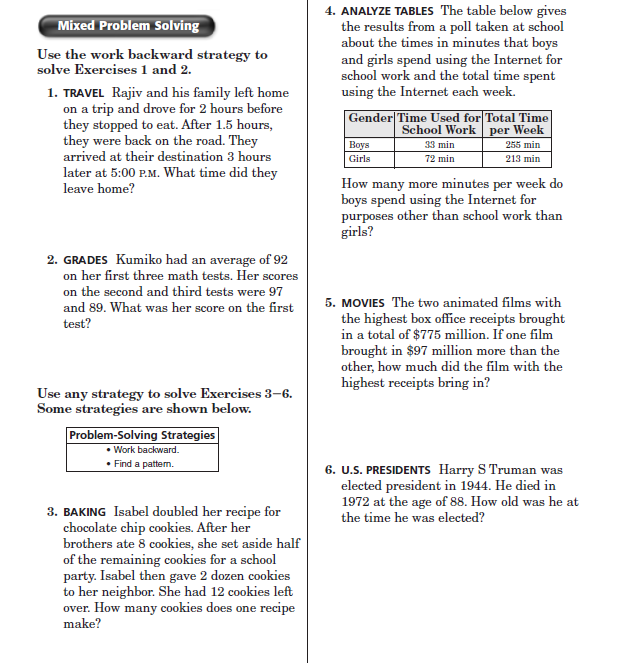 Mixed Problem Solving
Use the work backward strategy to
solve Exercises 1 and 2.
1. TRAVEL Rajiv and his family left home
on a trip and drove for 2 hours before
they stopped to eat. After 1.5 hours,
they were back on the road. They
arrived at their destination 3 hours
later at 5:00 P.M. What time did they
leave home?
2. GRADES Kumiko had an average of 92
on her first three math tests. Her scores
on the second and third tests were 97
and 89. What was her score on the first
test?
Use any strategy to solve Exercises 3–6.
Some strategies are shown below.
Problem-Solving Strategies
• Work backward.
• Find a pattern.
3. BAKING Isabel doubled her recipe for
chocolate chip cookies. After her
brothers ate 8 cookies, she set aside half
of the remaining cookies for a school
party. Isabel then gave 2 dozen cookies
to her neighbor. She had 12 cookies left
over. How many cookies does one recipe
make?
4. ANALYZE TABLES The table below gives
the results from a poll taken at school
about the times in minutes that boys
and girls spend using the Internet for
school work and the total time spent
using the Internet each week.
Gender Time Used for Total Time
School Work per Week
Boys 33 min 255 min
Girls 72 min 213 min
How many more minutes per week do
boys spend using the Internet for
purposes other than school work than
girls?
5. MOVIES The two animated films with
the highest box office receipts brought
in a total of $775 million. If one film
brought in $97 million more than the
other, how much did the film with the
highest receipts bring in?
6. U.S. PRESIDENTS Harry S Truman was
elected president in 1944. He died in
1972 at the age of 88. How old was he at
the time he was elected?